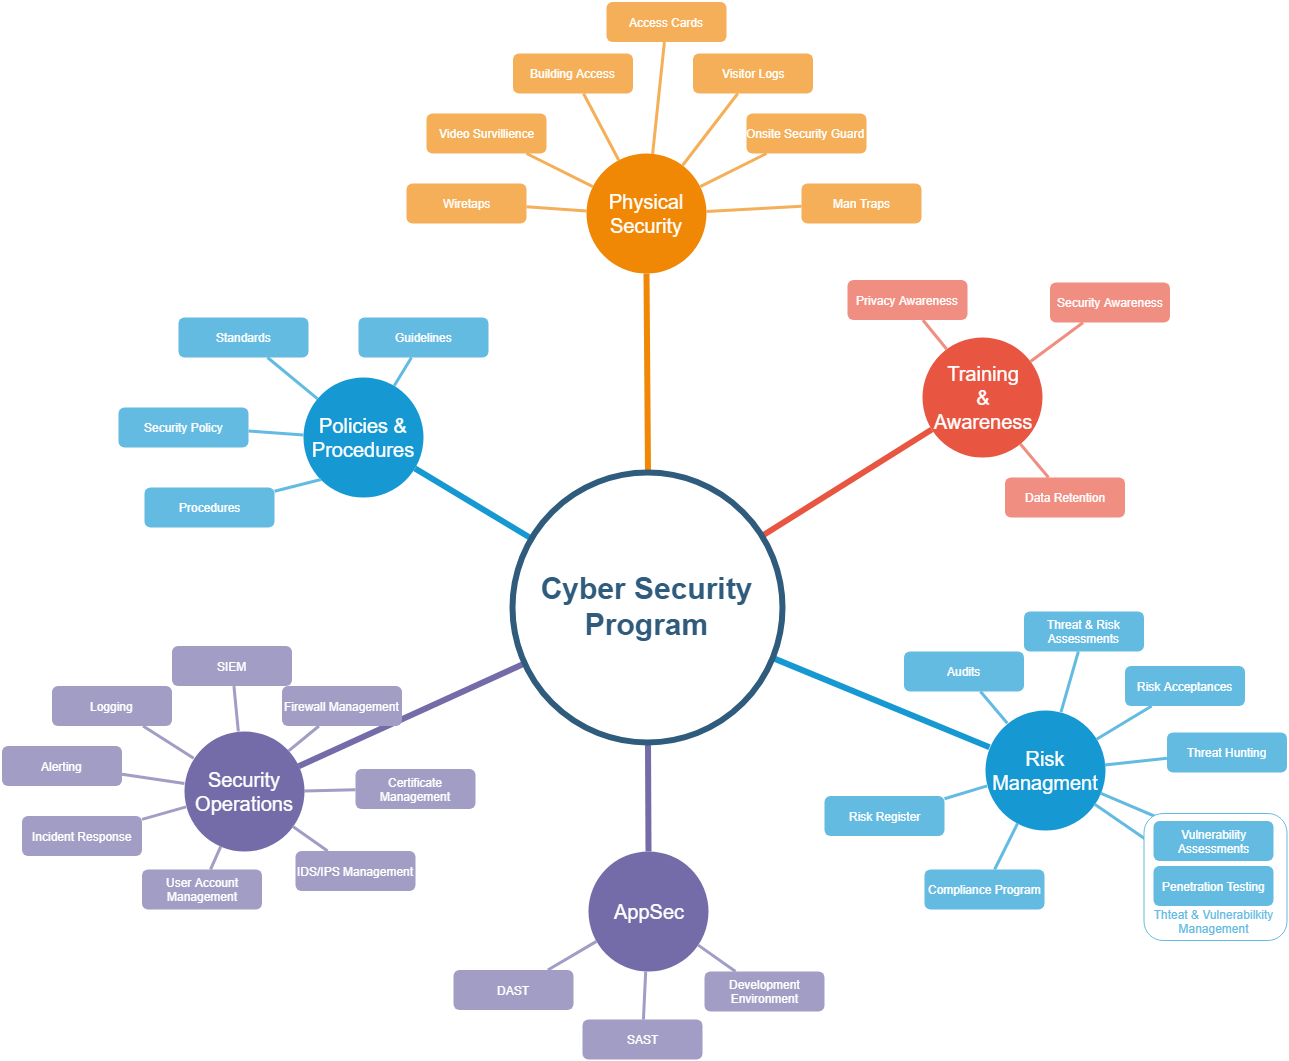 Access Cards
Building Access
Visitor Logs
Video Survillience
Onsite Security Guard
Wiretaps
Man Traps
Physical
Security
Privacy Awareness
Security Awareness
Training
&
Awareness
Data Retention
Standards
Guidelines
Security Policy
Procedures
Policies &
Procedures
Cyber Security
Program
SIEM
Logging
Firewall Management
Alerting
Certificate
Management
Incident Response
User Account
Management
IDS/IPS Management
Security
Operations
AppSec
DAST
SAST
Development
Environment
Threat & Risk
Assessments
Audits
Risk Acceptances
Threat Hunting
Risk
Managment
Risk Register
Compliance Program
Vulnerability
Assessments
Penetration Testing
Thteat & Vulnerabilkity
Management